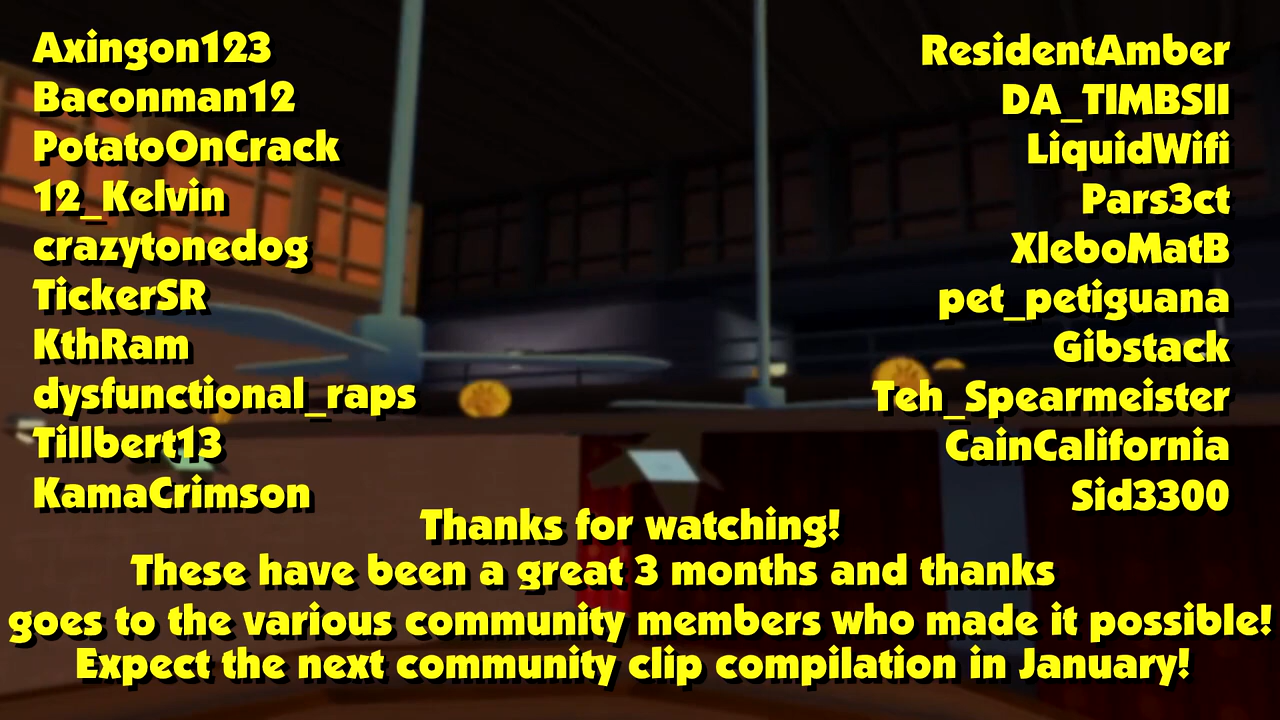 Axingon123
Baconman12
PotatoOnCrack
12_Kelvin
crazytonedog
TickerSR
KthRam
dysfunctional_raps
Tillbert13
KamaCrimson
ResidentAmber
DA_TIMBSII
LiquidWifi
Pars3ct
XleboMatB
pet_petiguana
Gibstack
Teh_Spearmeister
CainCalifornia
Sid3300
Thanks for watching!
These have been a great 3 months and thanks
goes to the various community members who made it possible!
Expect the next community clip compilation in January!